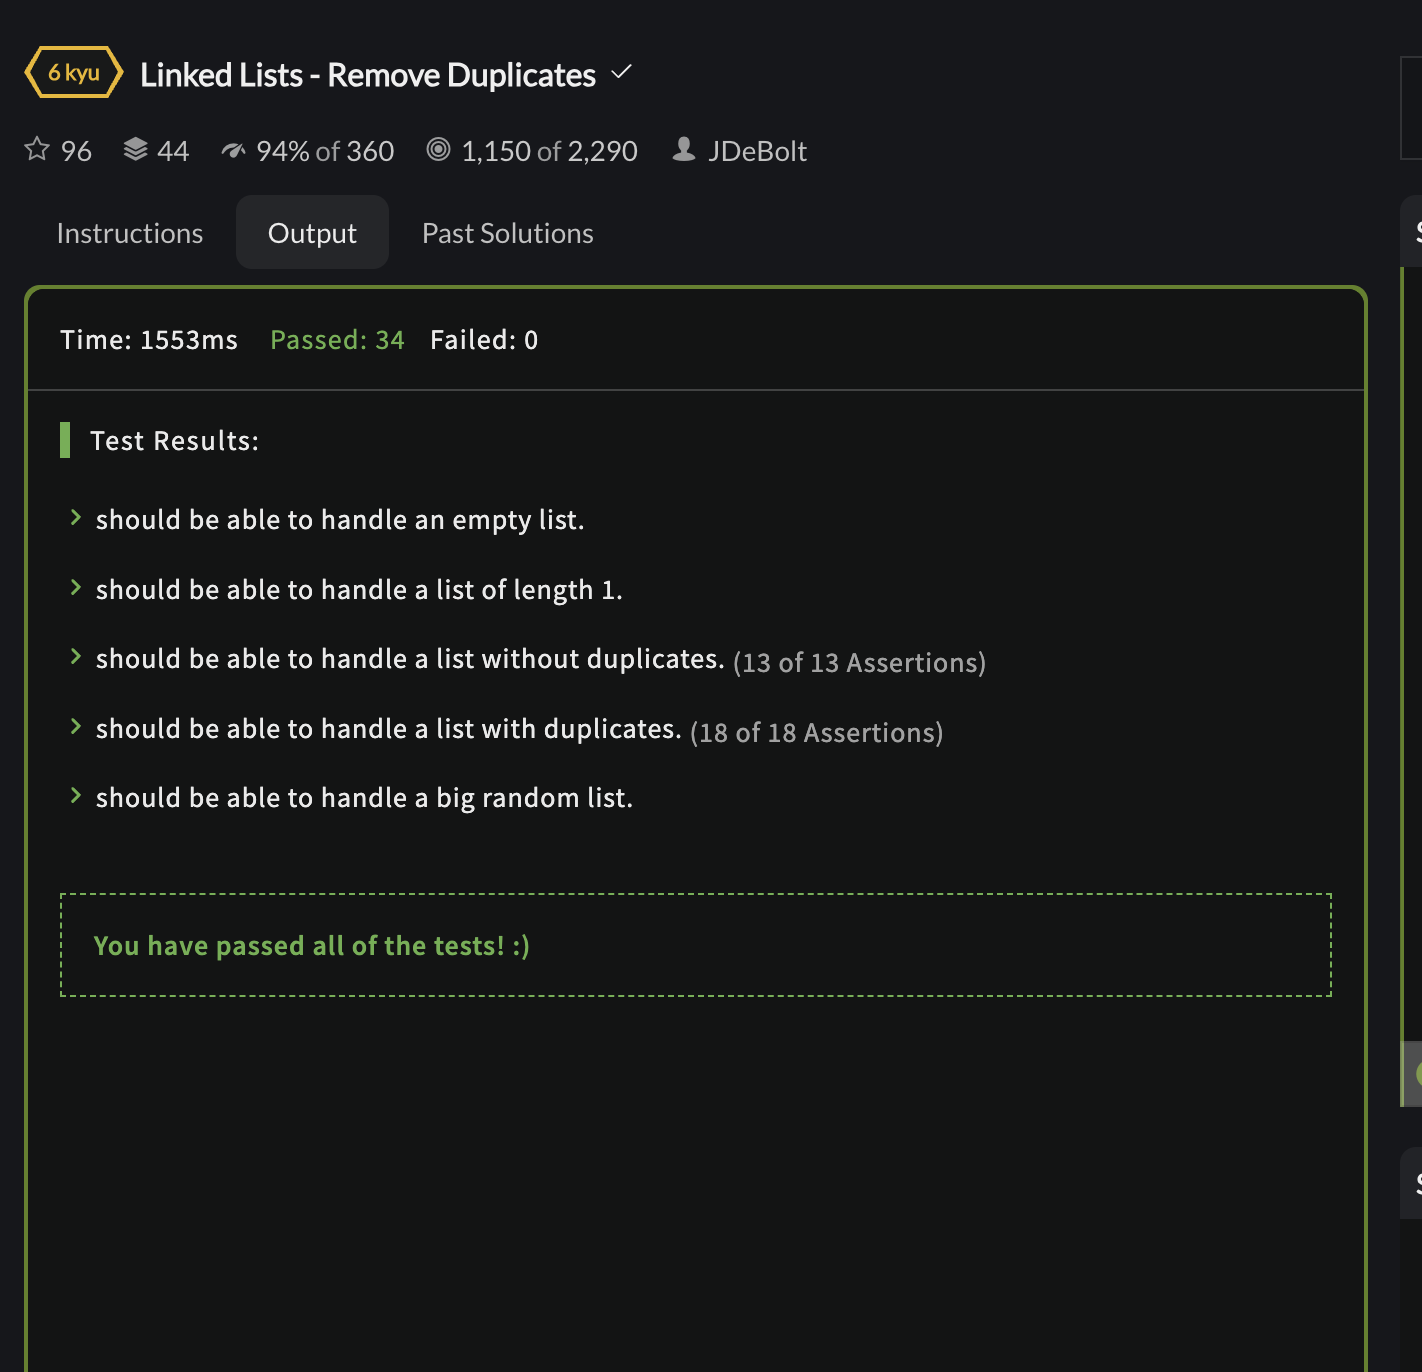 6 kyu Linked Lists - Remove Duplicates
96 44 94% of 360 1,150 of 2,290 JDeBolt
Instructions Output Past Solutions
Time: 1553ms Passed: 34 Failed: 0
Test Results:
should be able to handle an empty list.
should be able to handle a list of length 1.
should be able to handle a list without duplicates. (13 of 13 Assertions)
should be able to handle a list with duplicates. (18 of 18 Assertions)
should be able to handle a big random list.
You have passed all of the tests! :)